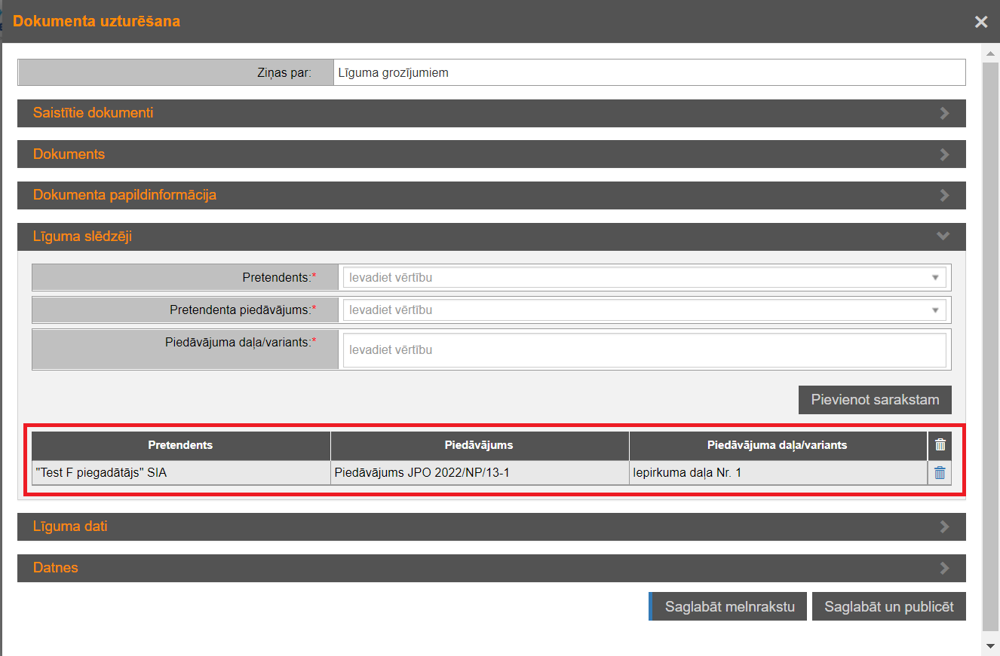 Dokumenta uzturēšana
Ziņas par: Līguma grozījumiem
Saistītie dokumenti
Dokuments
Dokumenta papildinformācija
Līguma slēdzēji
Pretendents:* Ievadiet vērtību
Pretendenta piedāvājums:* Ievadiet vērtību
Piedāvājuma daļa/variants:* Ievadiet vērtību
Pievienot sarakstam
Pretendents Piedāvājums Piedāvājuma daļa/variants
"Test F piegadātājs" SIA Piedāvājums JPO 2022/NP/13-1 Iepirkuma daļa Nr. 1
Līguma dati
Datnes
Saglabāt melnrakstu Saglabāt un publicēt